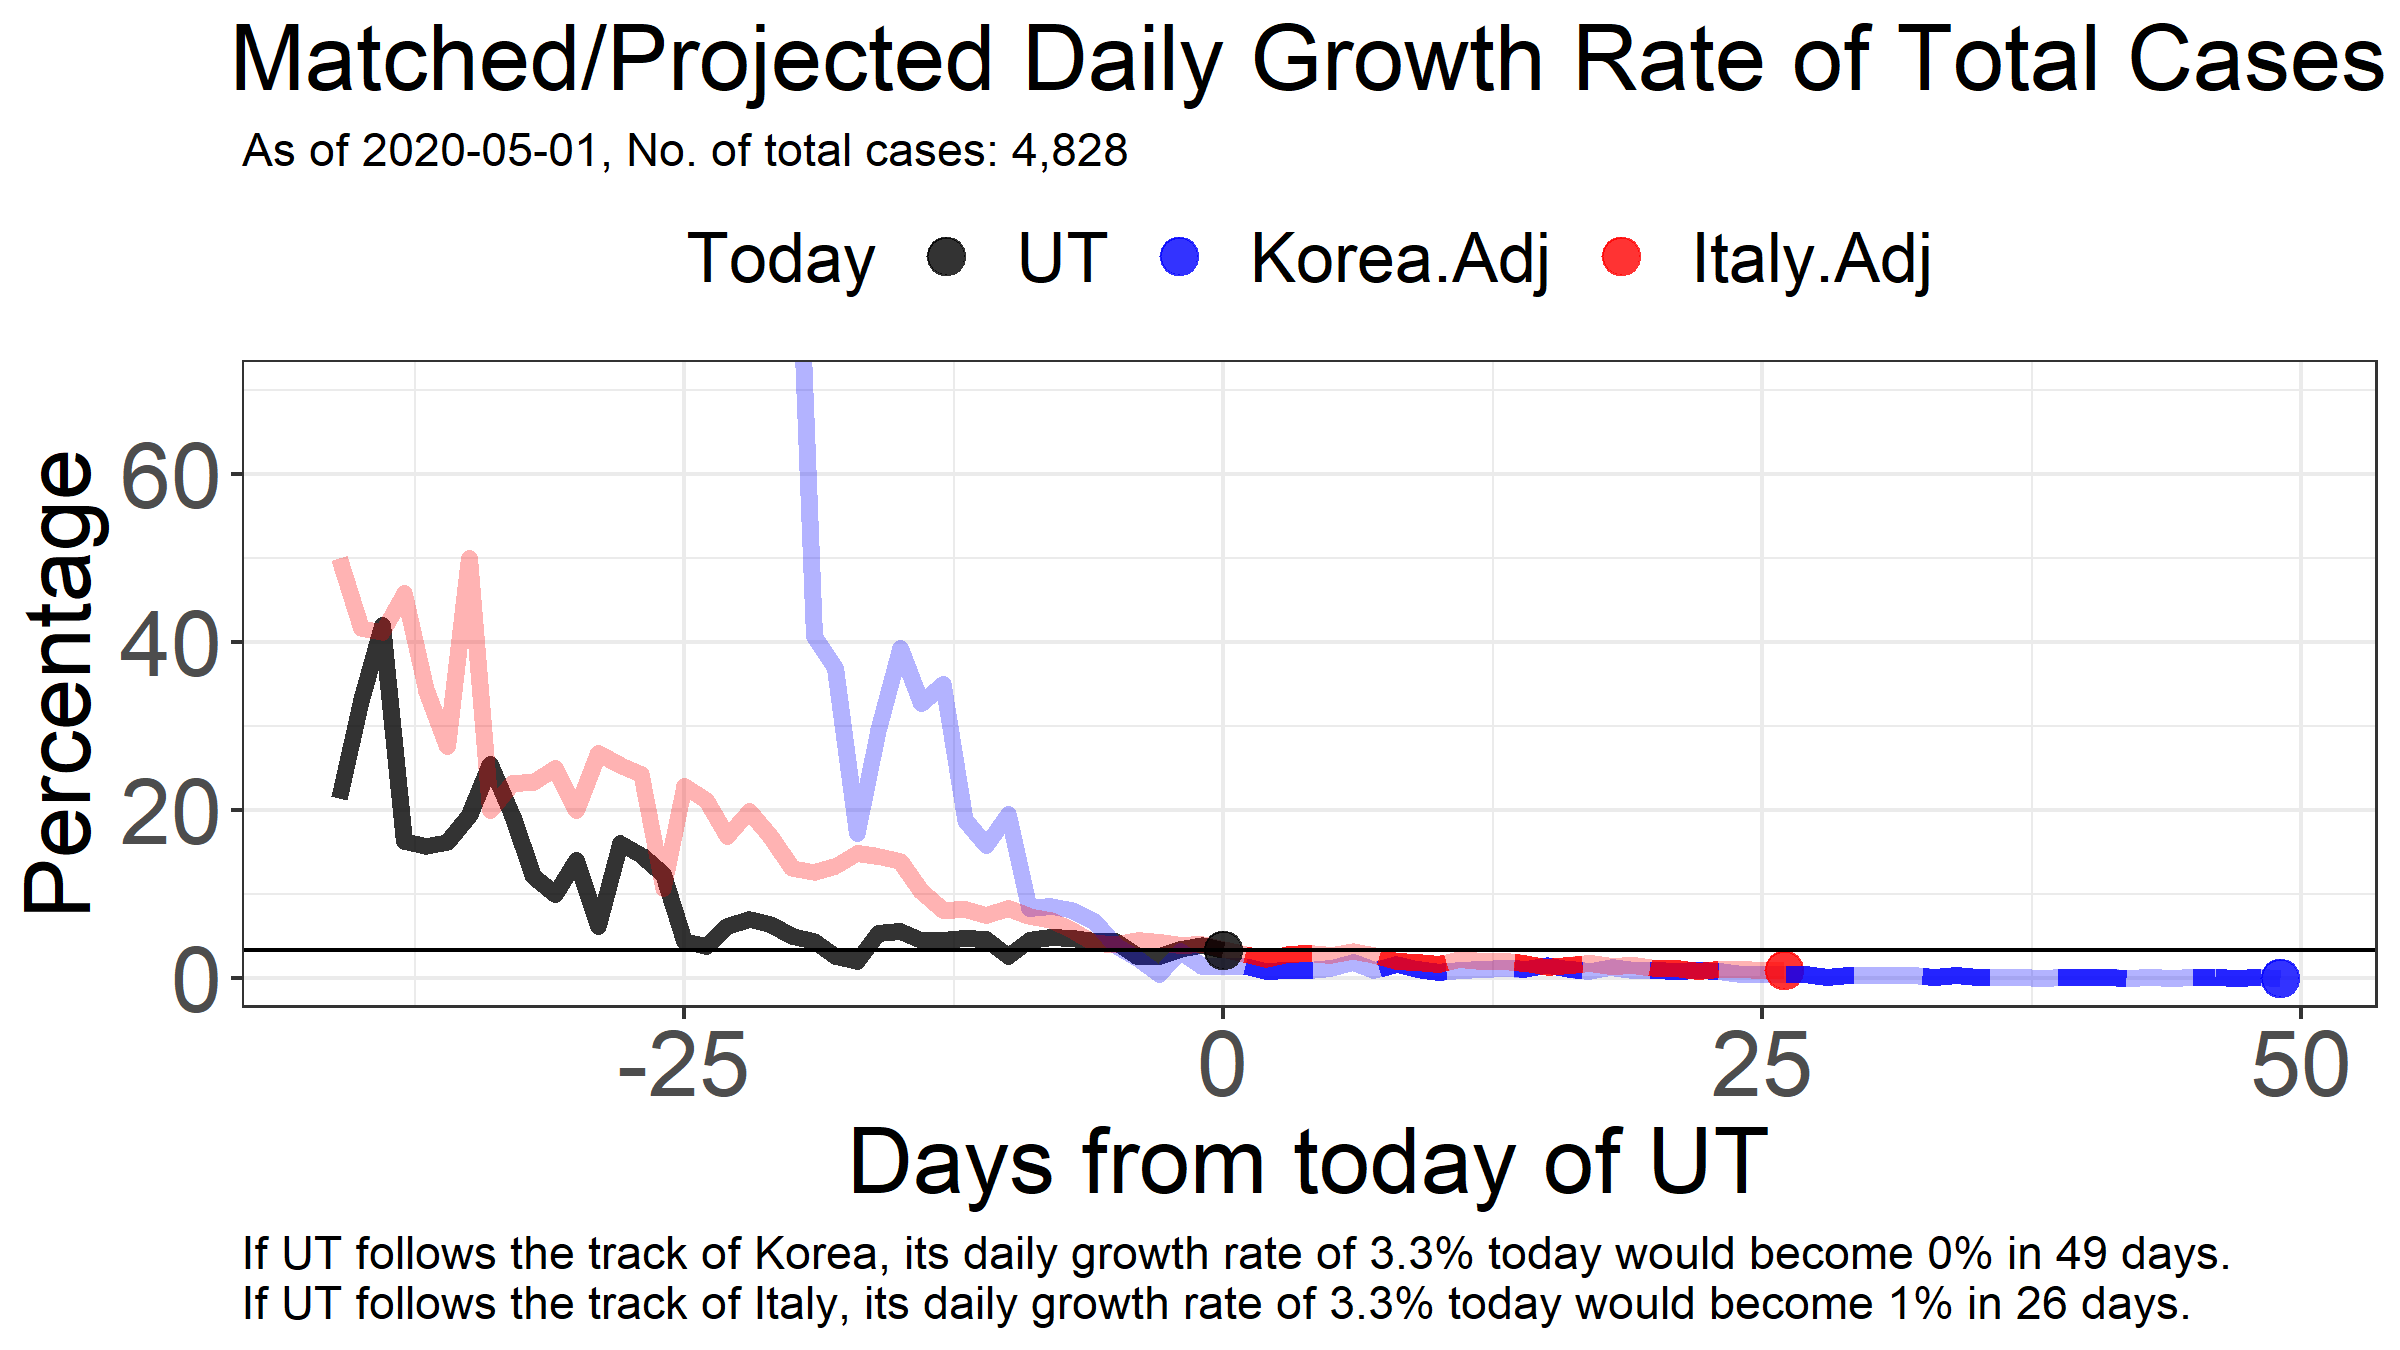 Matched/Projected Daily Growth Rate of Total Cases
As of 2020-05-01, No. of total cases: 4,828
Today UT Korea.Adj Italy.Adj
Percentage
60
40
20
0
-25 0 25 50
Days from today of UT
If UT follows the track of Korea, its daily growth rate of 3.3% today would become 0% in 49 days.
If UT follows the track of Italy, its daily growth rate of 3.3% today would become 1% in 26 days.